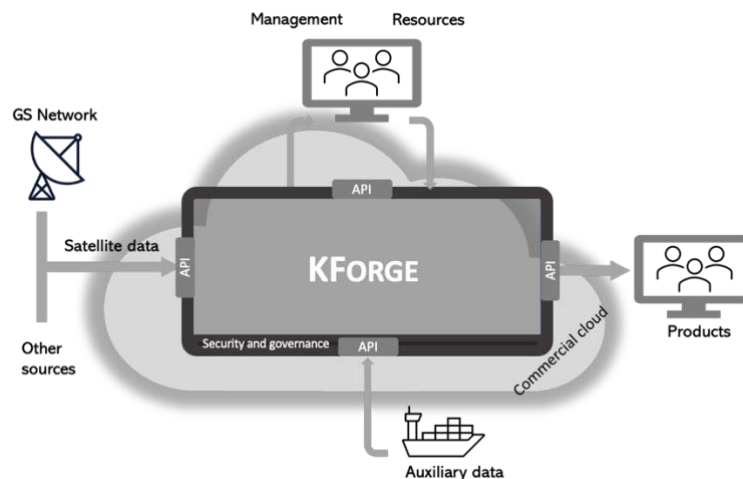 Management
Resources
GS Network
API
Satellite data
API
KFORGE
API
Security and governance
API
Commercial cloud
Products
Other
sources
Auxiliary data